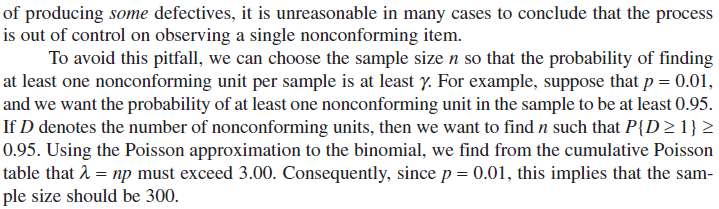 of producing some defectives, it is unreasonable in many cases to conclude that the process
is out of control on observing a single nonconforming item.
To avoid this pitfall, we can choose the sample size n so that the probability of finding
at least one nonconforming unit per sample is at least γ. For example, suppose that p = 0.01,
and we want the probability of at least one nonconforming unit in the sample to be at least 0.95.
If D denotes the number of nonconforming units, then we want to find n such that P{D ≥ 1} ≥
0.95. Using the Poisson approximation to the binomial, we find from the cumulative Poisson
table that λ = np must exceed 3.00. Consequently, since p = 0.01, this implies that the sam-
ple size should be 300.